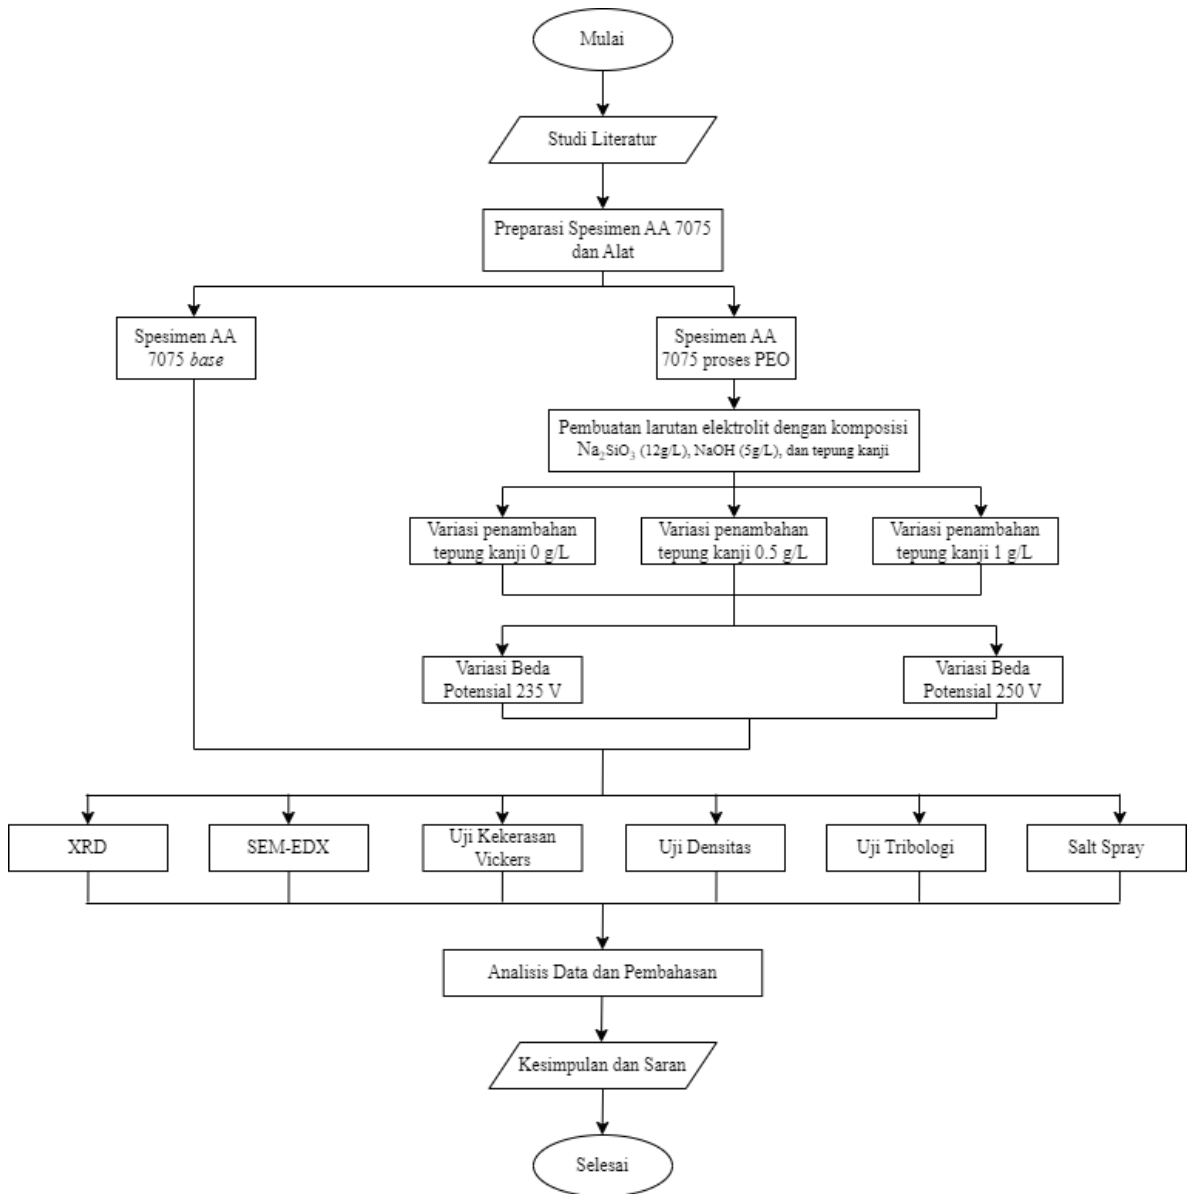 Mulai
Studi Literatur
Preparasi Spesimen AA 7075
dan Alat
Spesimen AA
7075 base
Spesimen AA
7075 proses PEO
Pembuatan larutan elektrolit dengan komposisi
Na₂SiO₃ (12g/L), NaOH (5g/L), dan tepung kanji
Variasi penambahan
tepung kanji 0 g/L
Variasi penambahan
tepung kanji 0.5 g/L
Variasi penambahan
tepung kanji 1 g/L
Variasi Beda
Potensial 235 V
Variasi Beda
Potensial 250 V
XRD
SEM-EDX
Uji Kekerasan
Vickers
Uji Densitas
Uji Tribologi
Salt Spray
Analisis Data dan Pembahasan
Kesimpulan dan Saran
Selesai